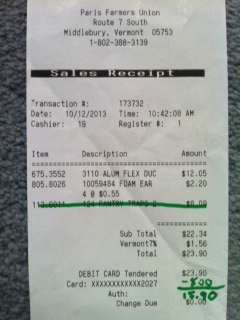 Paris Farmers Union
Route 7 South
Middlebury, Vermont 05753
1-802-388-3139
Sales Receipt
Transaction #: 173732
Date: 10/12/2013 Time: 10:42:08 AM
Cashier: 19 Register #: 1
Item Description Amount
675.3552 3110 ALUM FLEX DUC $12.05
805.8026 10059484 FOAM EAR $2.20
4 @ $0.55
PANTRY
Sub Total $22.34
Vermont7% $1.56
Total $23.90
DEBIT CARD Tendered $23.90
Card: XXXXXXXXXXXX2027
Auth:
Change Due $0.00
-8.00
15.90